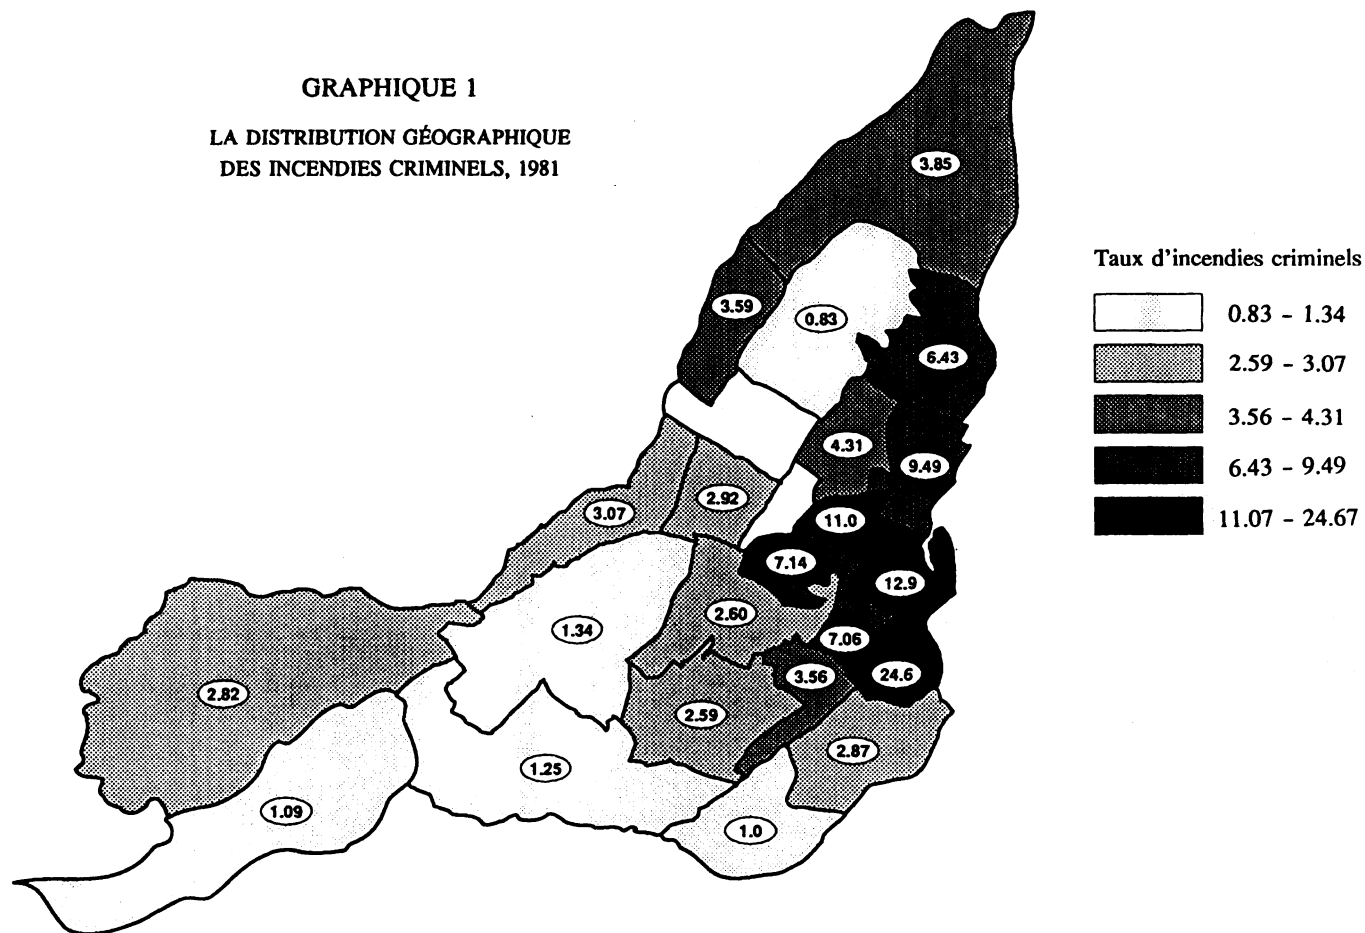 GRAPHIQUE 1
LA DISTRIBUTION GÉOGRAPHIQUE
DES INCENDIES CRIMINELS, 1981
3.85
3.59
0.83
6.43
4.31
9.49
2.92
3.07
11.0
7.14
12.9
2.60
1.34
7.06
3.56
24.6
2.82
2.59
2.87
1.25
1.09
1.0
Taux d'incendies criminels
0.83 - 1.34
2.59 - 3.07
3.56 - 4.31
6.43 - 9.49
11.07 - 24.67